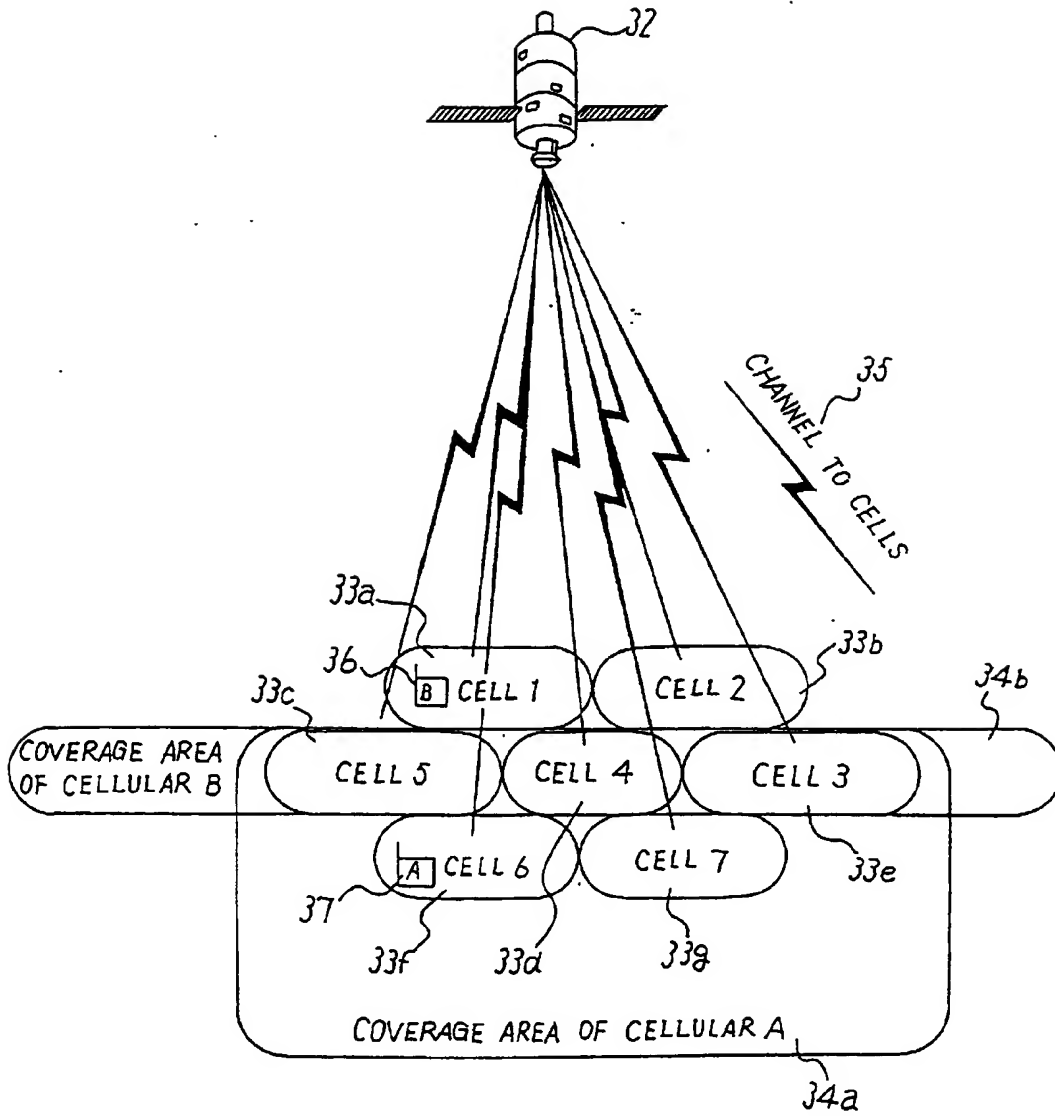 32
35
CHANNEL TO CELLS
33a
36
33b
33c
B CELL 1
CELL 2
34b
COVERAGE AREA
OF CELLULAR B
CELL 5
CELL 4
CELL 3
A CELL 6
CELL 7
33e
37
33f
33d
33g
COVERAGE AREA OF CELLULAR A
34a